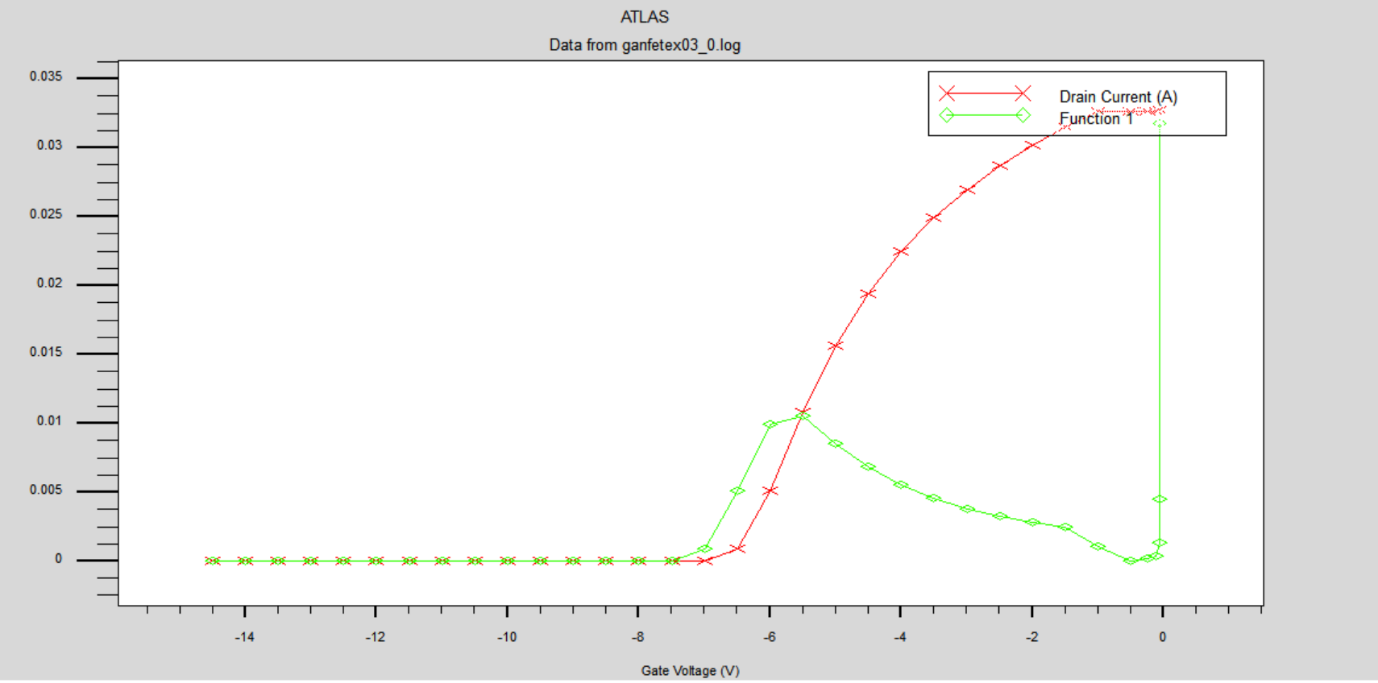 ATLAS
Data from ganfetex03_0.log
Drain Current (A)
Function 1
0.035
0.03
0.025
0.02
0.015
0.01
0.005
0
-14 -12 -10 -8 -6 -4 -2 0
Gate Voltage (V)